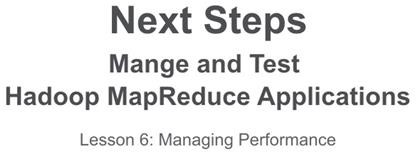 Next Steps
Mange and Test
Hadoop MapReduce Applications
Lesson 6: Managing Performance